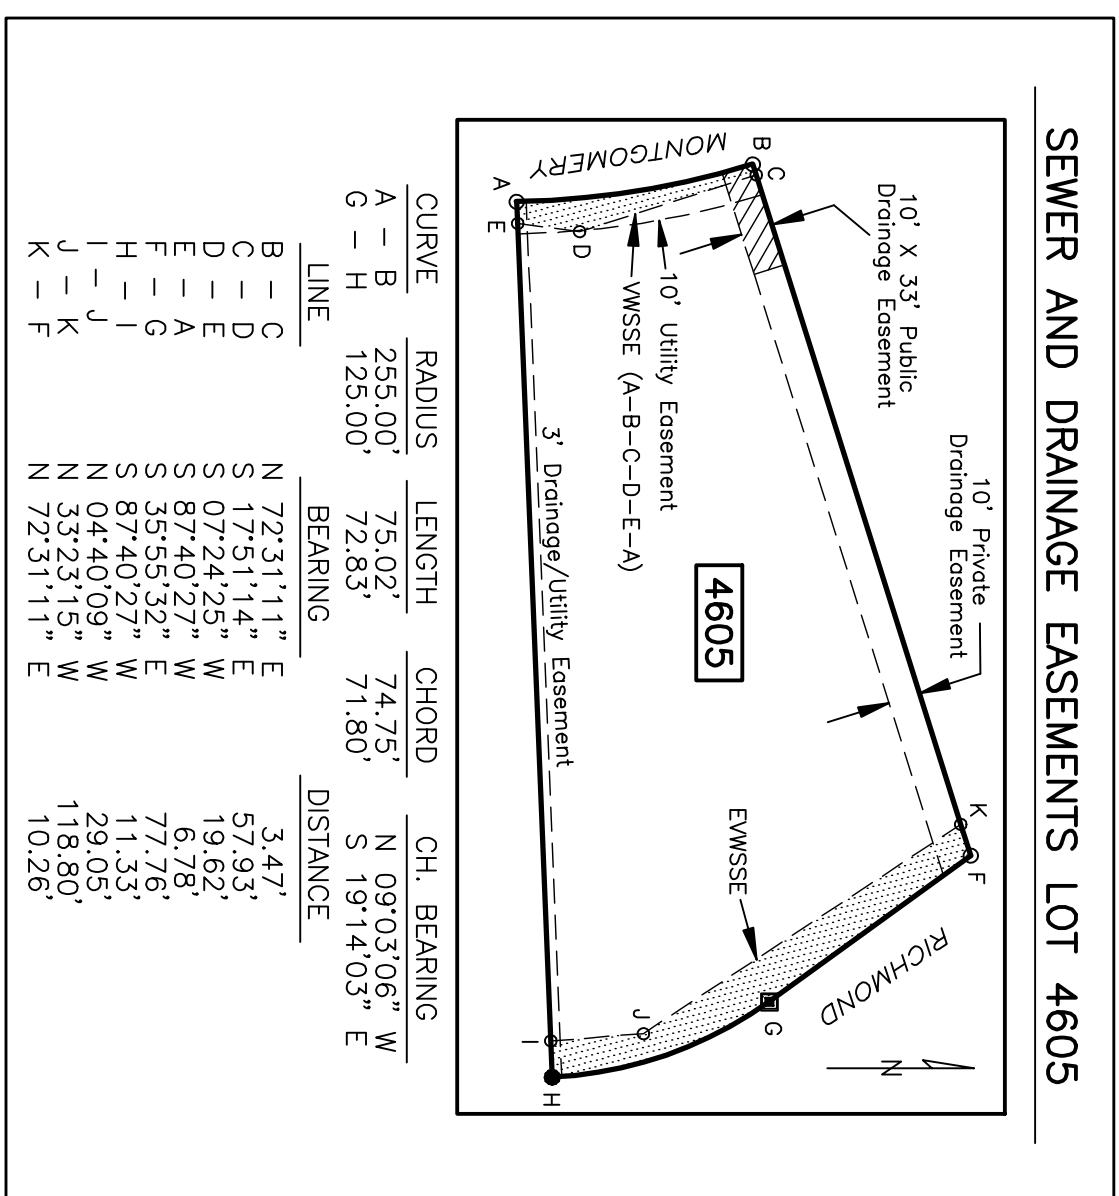 SEWER AND DRAINAGE EASEMENTS LOT 4605
10' Private
Drainage Easement
10' X 33' Public
Drainage Easement
K
F
B
C
MONTGOMERY
RICHMOND
N
4605
EVWSSE
G
10' Utility Easement
VWSSE (A-B-C-D-E-A)
D
J
3' Drainage/Utility Easement
A
E
I
H
CURVE RADIUS LENGTH CHORD CH. BEARING
A - B 255.00' 75.02' 74.75' N 09°03'06" W
G - H 125.00' 72.83' 71.80' S 19°14'03" E
LINE BEARING DISTANCE
B - C N 72°31'11" E 3.47'
C - D S 17°51'14" E 57.93'
D - E S 07°24'25" W 19.62'
E - A S 87°40'27" W 6.78'
F - G S 35°55'32" E 77.76'
H - I S 87°40'27" W 11.33'
I - J N 04°40'09" W 29.05'
J - K N 33°23'15" W 118.80'
K - F N 72°31'11" E 10.26'